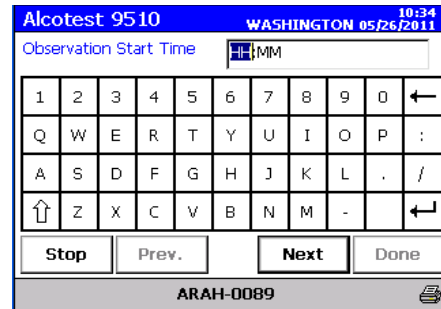 Alcotest 9510 WASHINGTON 05/26/2011 10:34
Observation Start Time HH:MM
1 2 3 4 5 6 7 8 9 0 ←
Q W E R T Y U I O P :
A S D F G H J K L . /
⇧ Z X C V B N M - ↵
Stop Prev. Next Done
ARAH-0089